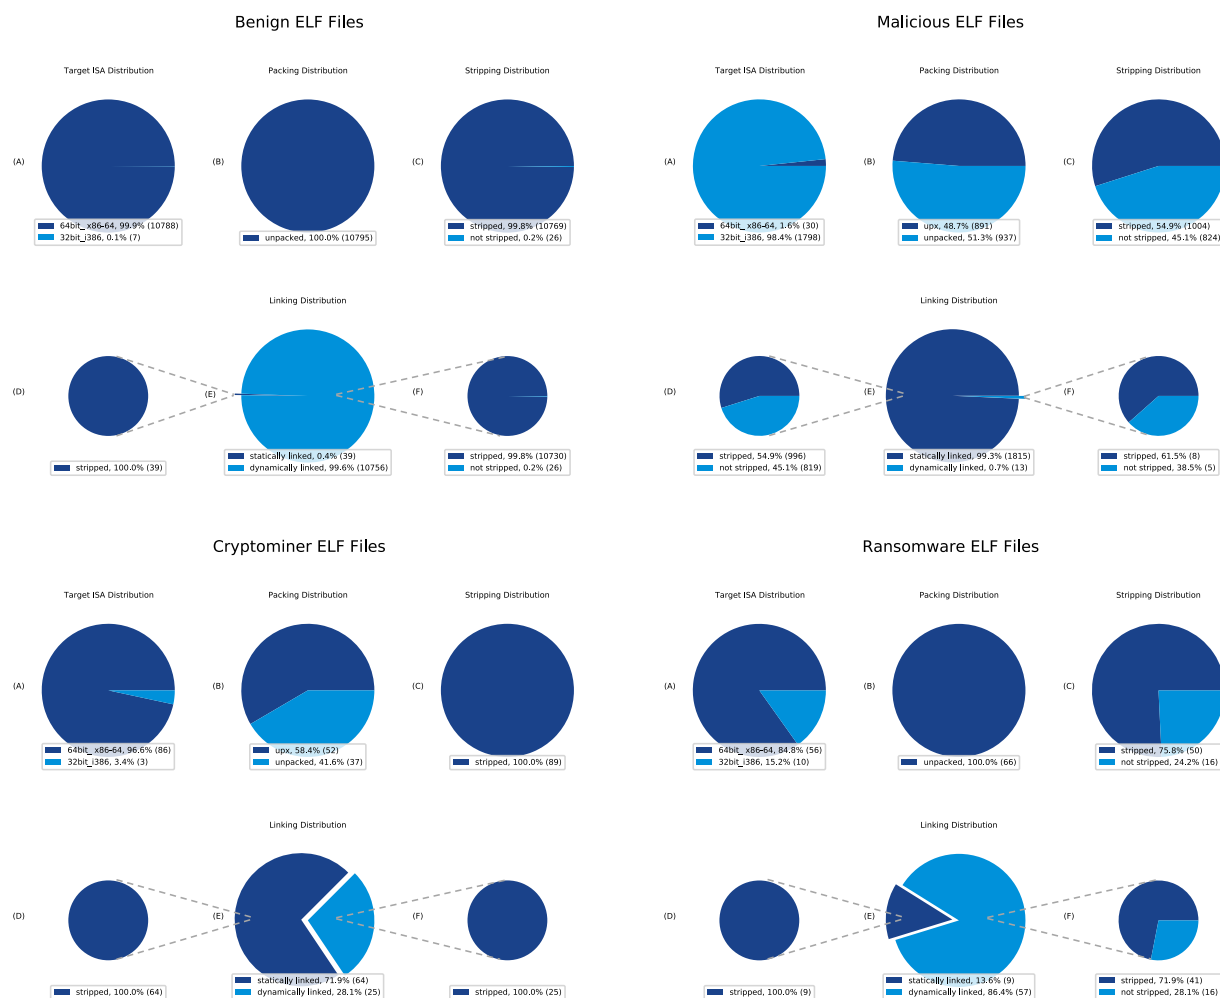 Benign ELF Files
Target ISA Distribution
Packing Distribution
Stripping Distribution
(A)
(B)
(C)
64bit_ x86-64, 99.9% (10788)
32bit_i386, 0.1% (7)
unpacked, 100.0% (10795)
stripped, 99.8% (10769)
not stripped, 0.2% (26)
Linking Distribution
(D)
(E)
(F)
stripped, 100.0% (39)
statically linked, 0.4% (39)
dynamically linked, 99.6% (10756)
stripped, 99.8% (10730)
not stripped, 0.2% (26)
Malicious ELF Files
Target ISA Distribution
Packing Distribution
Stripping Distribution
(A)
(B)
(C)
64bit_ x86-64, 1.6% (30)
32bit_i386, 98.4% (1798)
upx, 48.7% (891)
unpacked, 51.3% (937)
stripped, 54.9% (1004)
not stripped, 45.1% (824)
Linking Distribution
(D)
(E)
(F)
stripped, 54.9% (996)
not stripped, 45.1% (819)
statically linked, 99.3% (1815)
dynamically linked, 0.7% (13)
stripped, 61.5% (8)
not stripped, 38.5% (5)
Cryptominer ELF Files
Target ISA Distribution
Packing Distribution
Stripping Distribution
(A)
(B)
(C)
64bit_ x86-64, 96.6% (86)
32bit_i386, 3.4% (3)
upx, 58.4% (52)
unpacked, 41.6% (37)
stripped, 100.0% (89)
Linking Distribution
(D)
(E)
(F)
stripped, 100.0% (64)
statically linked, 71.9% (64)
dynamically linked, 28.1% (25)
stripped, 100.0% (25)
Ransomware ELF Files
Target ISA Distribution
Packing Distribution
Stripping Distribution
(A)
(B)
(C)
64bit_ x86-64, 84.8% (56)
32bit_i386, 15.2% (10)
unpacked, 100.0% (66)
stripped, 75.8% (50)
not stripped, 24.2% (16)
Linking Distribution
(D)
(E)
(F)
stripped, 100.0% (9)
statically linked, 13.6% (9)
dynamically linked, 86.4% (57)
stripped, 71.9% (41)
not stripped, 28.1% (16)